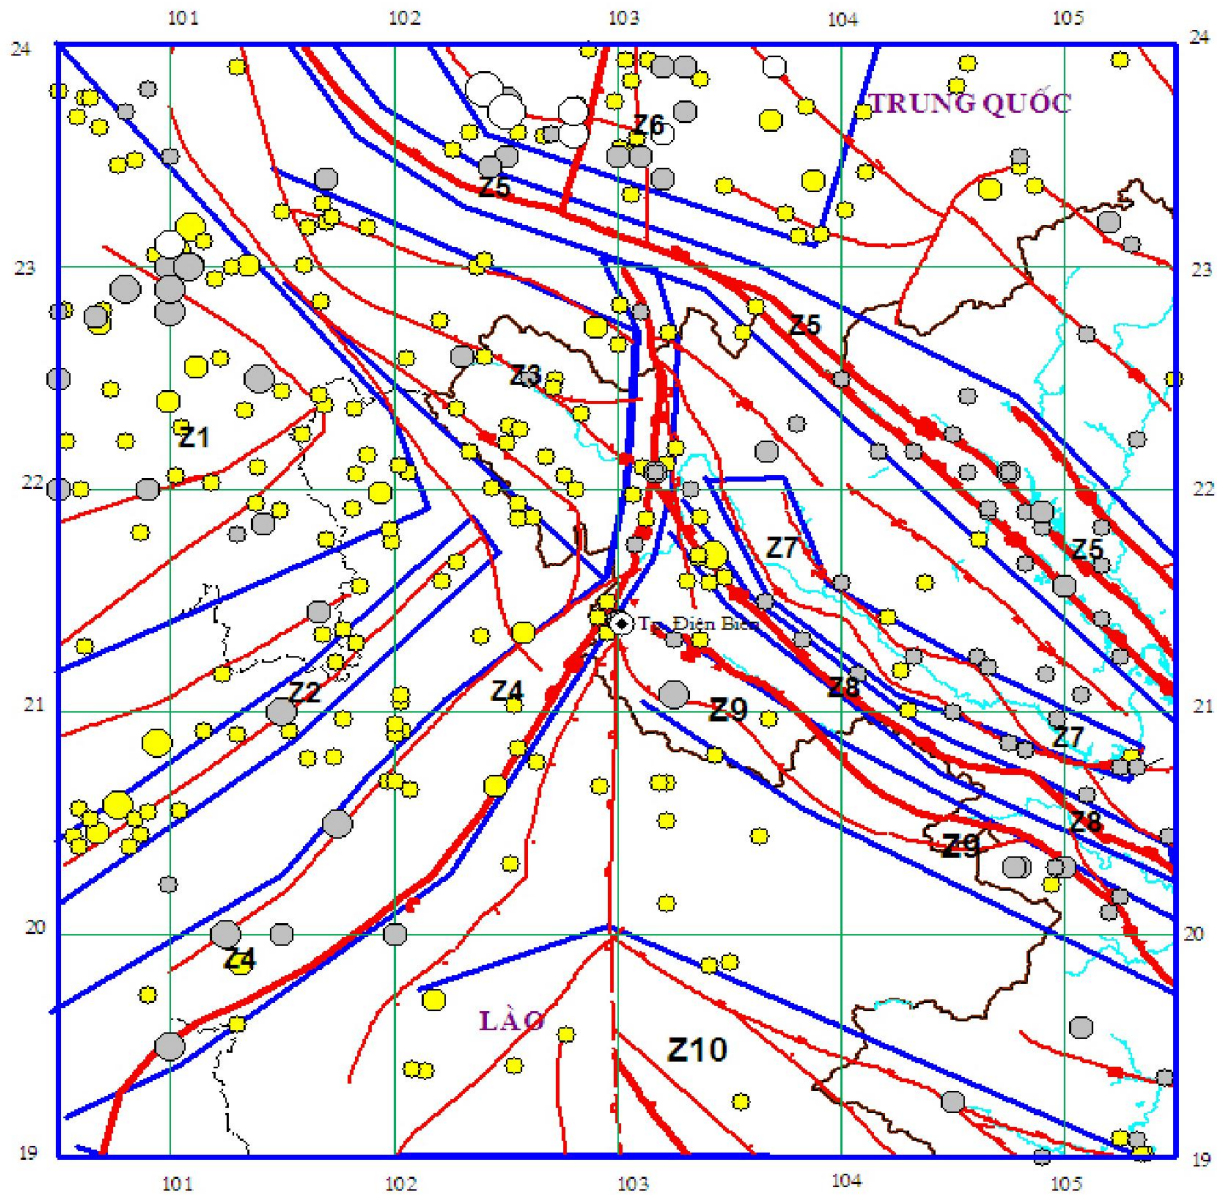 101 102 103 104 105
24 24
TRUNG QUỐC
Z6
Z5
23 23
Z5
Z3
Z1
22 22
Z7 Z5
Tp. Điện Biên
Z2 Z4 Z8
21 Z9 21
Z7
Z8
Z9
20 20
Z4
LÀO
Z10
19 19
101 102 103 104 105